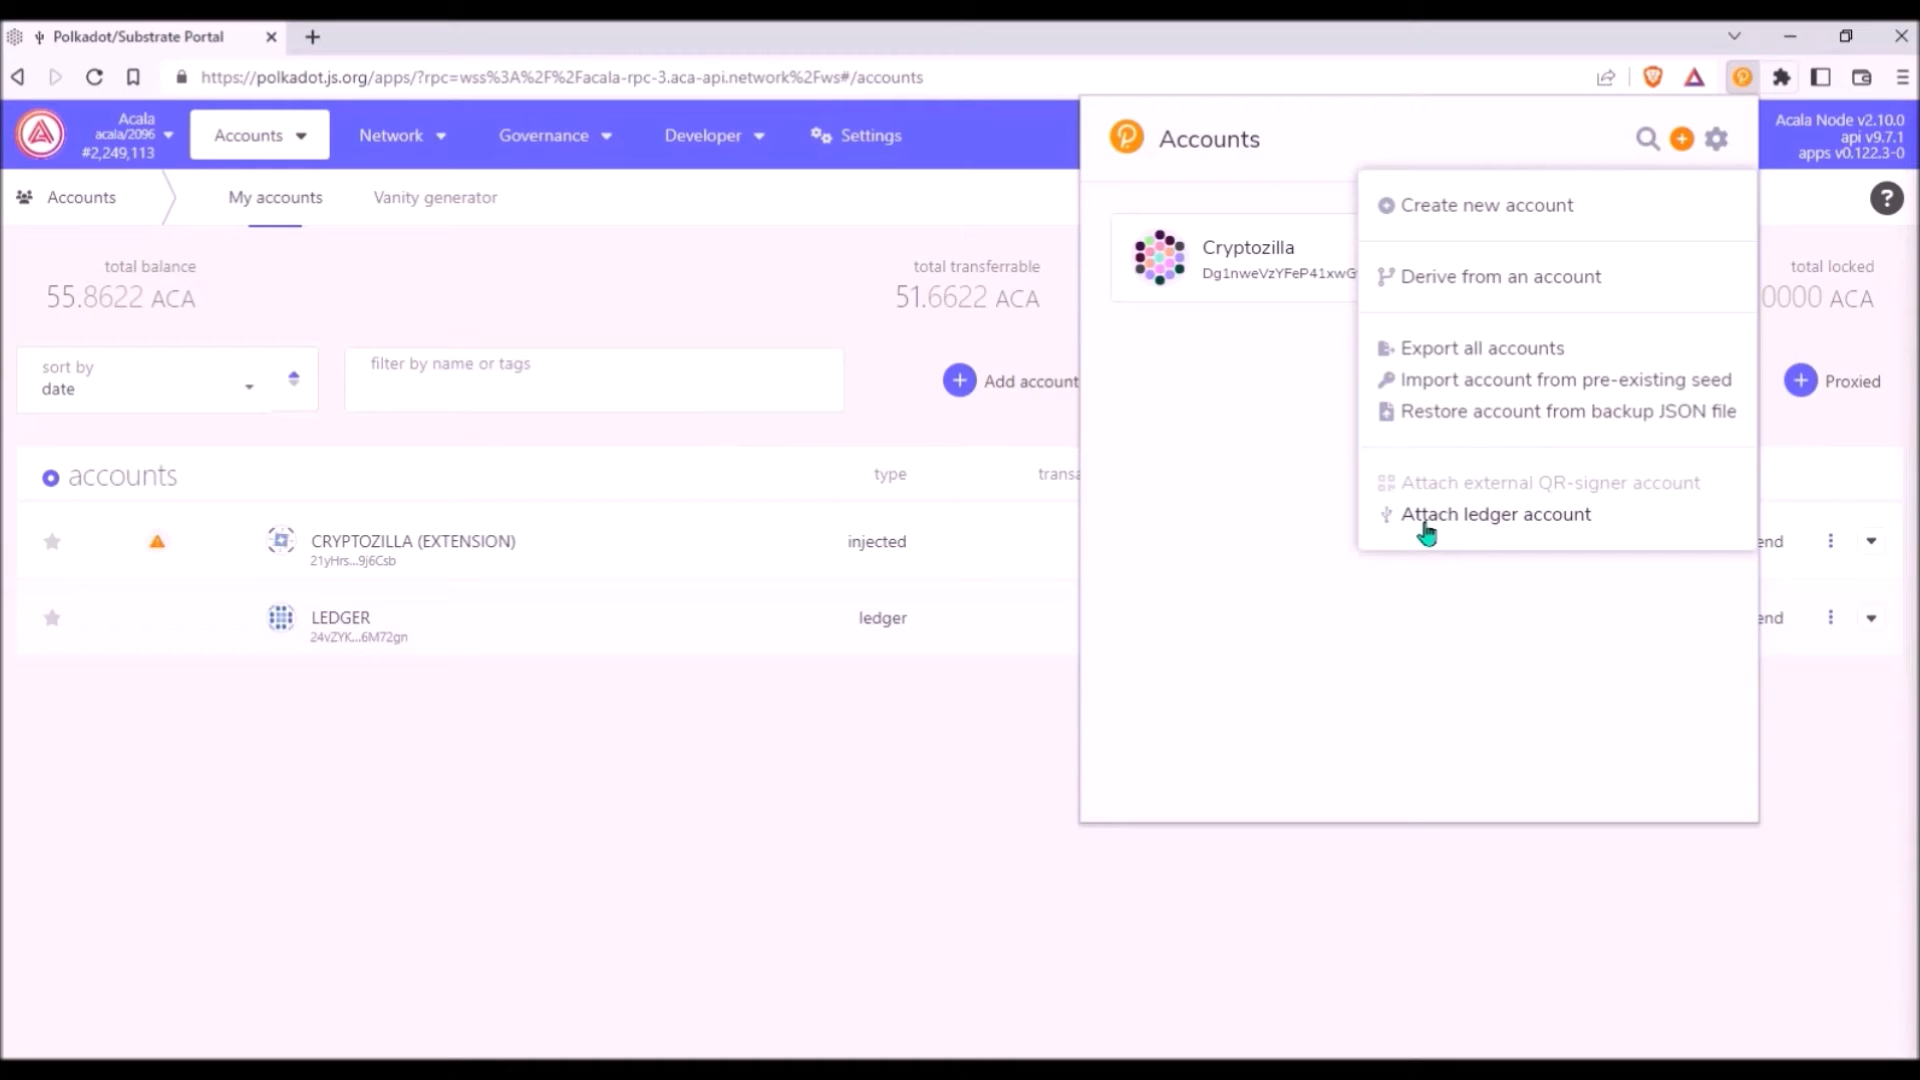 Polkadot/Substrate Portal
https://polkadot.js.org/apps/?rpc=wss%3A%2F%2Facala-rpc-3.aca-api.network%2Fws#/accounts
Acala
acala/2096
#2,249,113
Accounts
Network
Governance
Developer
Settings
Accounts
Acala Node v2.10.0
api v9.7.1
apps v0.122.3-0
Accounts
My accounts
Vanity generator
?
Create new account
total balance
55.8622 ACA
total transferrable
51.6622 ACA
Cryptozilla
Dg1nweVzYFeP41xwG
total locked
0000 ACA
Derive from an account
Export all accounts
Import account from pre-existing seed
Restore account from backup JSON file
sort by
date
filter by name or tags
Add account
Proxied
Attach external QR-signer account
Attach ledger account
accounts
type
transa
CRYPTOZILLA (EXTENSION)
21yHrs...9j6Csb
injected
end
LEDGER
24vZYK...6M72gn
ledger
end